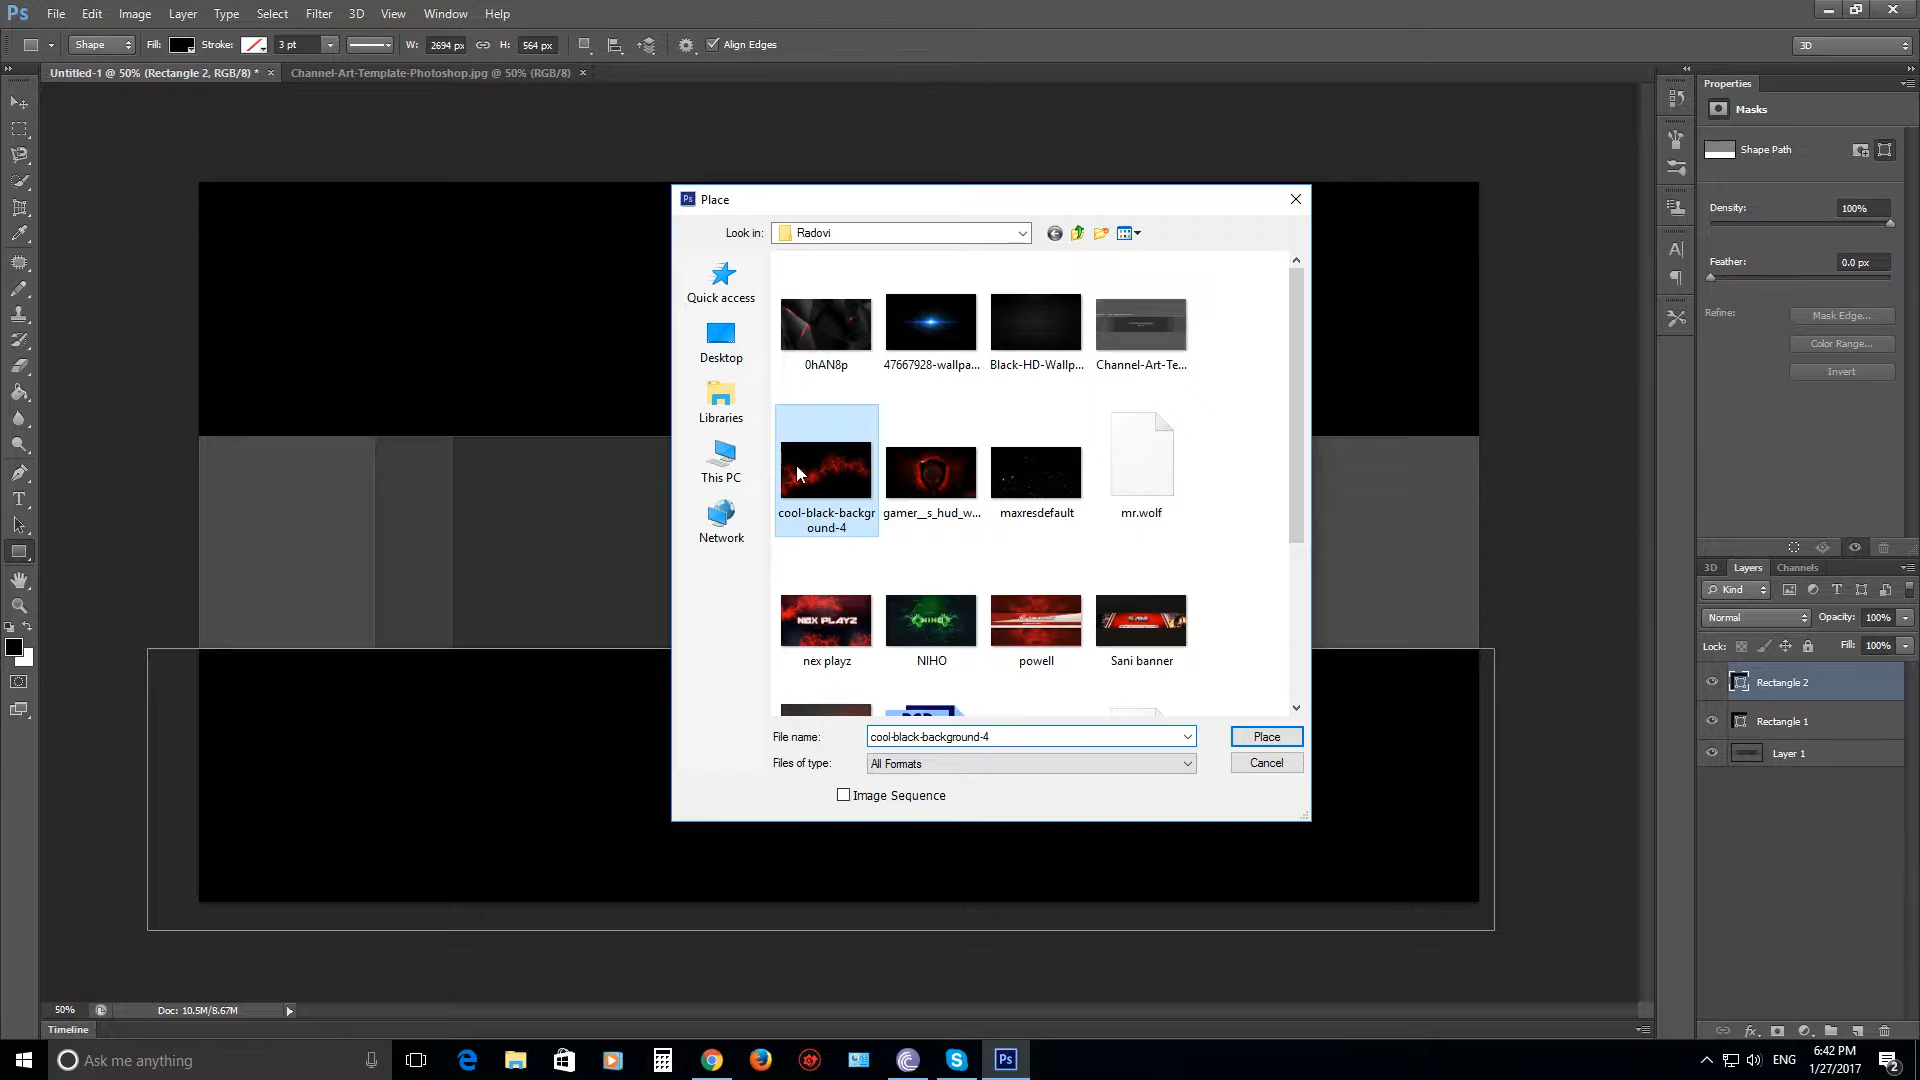 Ps File Edit Image Layer Type Select Filter 3D View Window Help
Shape Fill: Stroke: 3 pt W: 2694 px H: 564 px Align Edges 3D
Untitled-1 @ 50% (Rectangle 2, RGB/8) * × Channel-Art-Template-Photoshop.jpg @ 50% (RGB/8) ×
Properties
Masks
Shape Path
Density: 100%
Feather: 0.0 px
Refine: Mask Edge...
Color Range...
Invert
Ps Place
Look in: Radovi
Quick access
Desktop
Libraries
This PC
Network
0hAN8p 47667928-wallpa... Black-HD-Wallp... Channel-Art-Te...
cool-black-backgr
ound-4
gamer__s_hud_w... maxresdefault mr.wolf
NEX PLAYZ NIHO
nex playz NIHO powell Sani banner
File name: cool-black-background-4 Place
Files of type: All Formats Cancel
Image Sequence
3D Layers Channels
Kind
Normal Opacity: 100%
Lock: Fill: 100%
Rectangle 2
Rectangle 1
Layer 1
50% Doc: 10.5M/8.67M
Timeline
Ask me anything
Ps
ENG
6:42 PM
1/27/2017
2